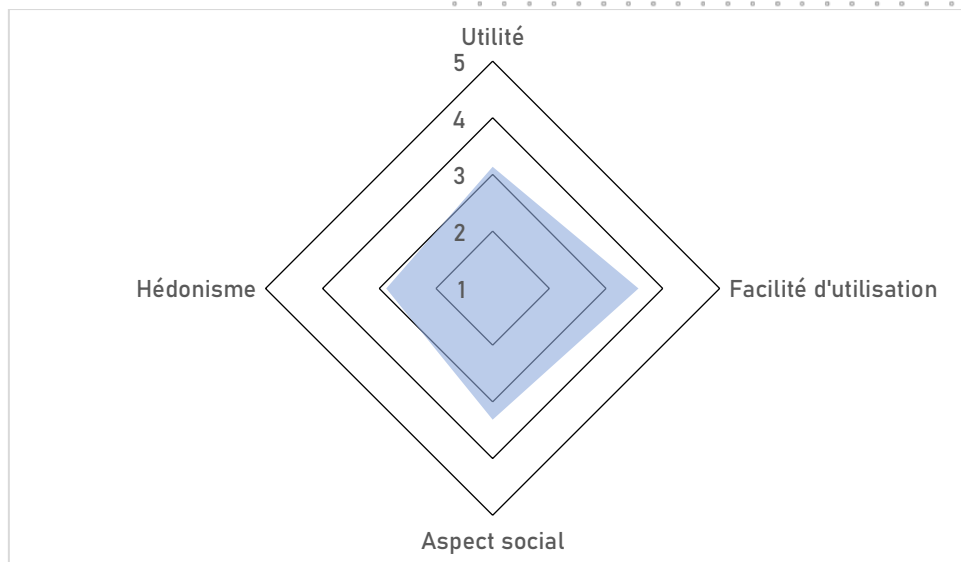 Utilité
5
4
3
2
1
Hédonisme
Facilité d'utilisation
Aspect social